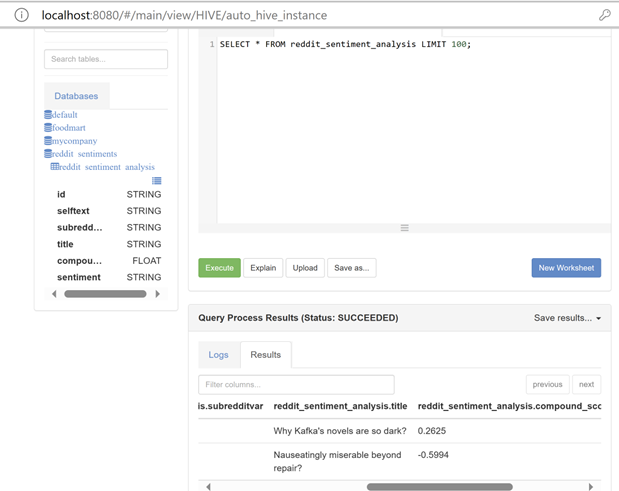 localhost:8080/#/main/view/HIVE/auto_hive_instance
Search tables...
Databases
default
foodmart
mycompany
reddit sentiments
reddit sentiment analysis
id STRING
selftext STRING
subredd... STRING
title STRING
compou... FLOAT
sentiment STRING
1 SELECT * FROM reddit_sentiment_analysis LIMIT 100;
Execute Explain Upload Save as... New Worksheet
Query Process Results (Status: SUCCEEDED) Save results...
Logs Results
Filter columns... previous next
is.subredditvar reddit_sentiment_analysis.title reddit_sentiment_analysis.compound_sco
Why Kafka's novels are so dark? 0.2625
Nauseatingly miserable beyond -0.5994
repair?